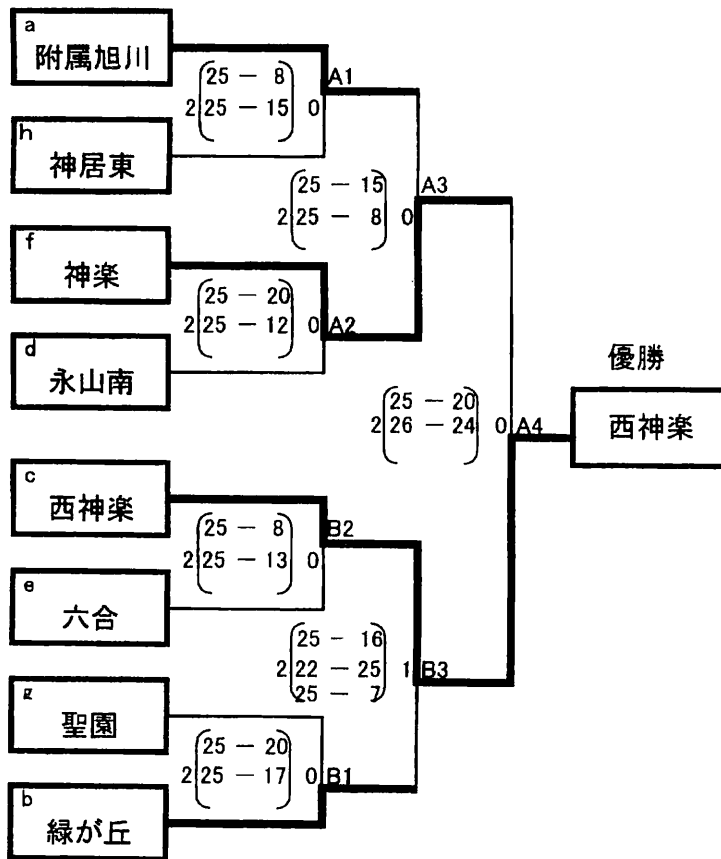 a
附属旭川
A1
25 - 8
2 25 - 15 0
h
神居東
25 - 15
2 25 - 8 0
A3
f
神楽
25 - 20
2 25 - 12 0 A2
d
永山南
優勝
25 - 20
2 26 - 24 0 A4
西神楽
c
西神楽
B2
25 - 8
2 25 - 13 0
e
六合
25 - 16
2 22 - 25 1 B3
25 - 7
g
聖園
25 - 20
2 25 - 17 0 B1
b
緑が丘